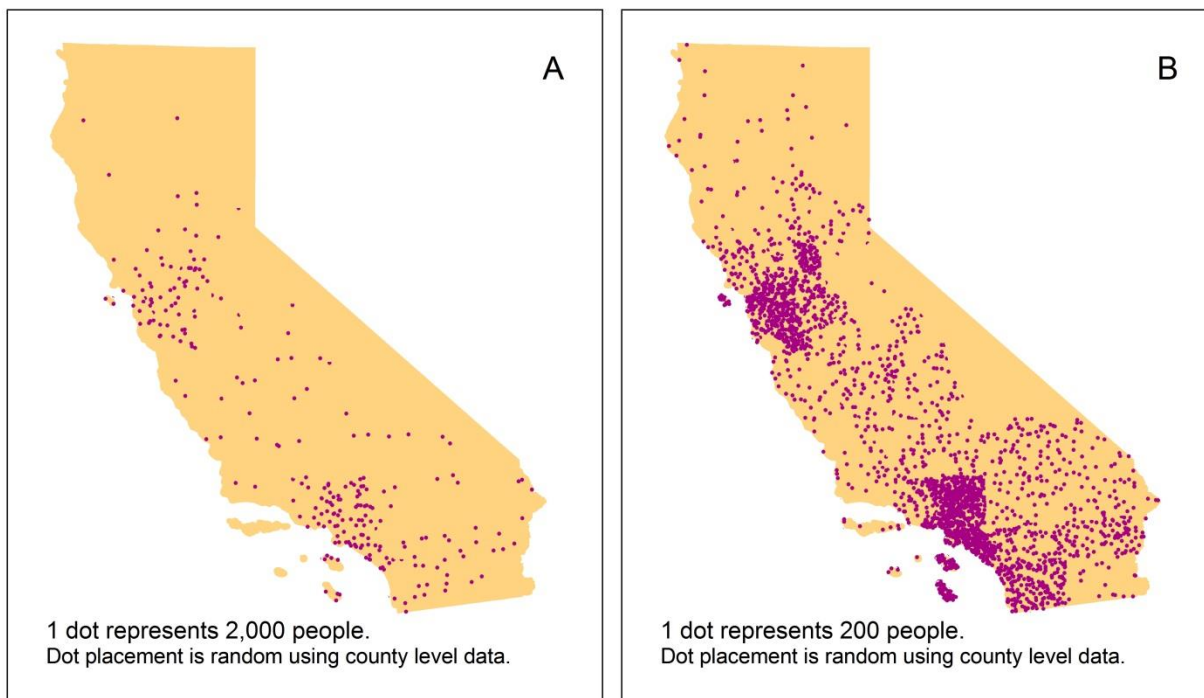 A
1 dot represents 2,000 people.
Dot placement is random using county level data.
B
1 dot represents 200 people.
Dot placement is random using county level data.